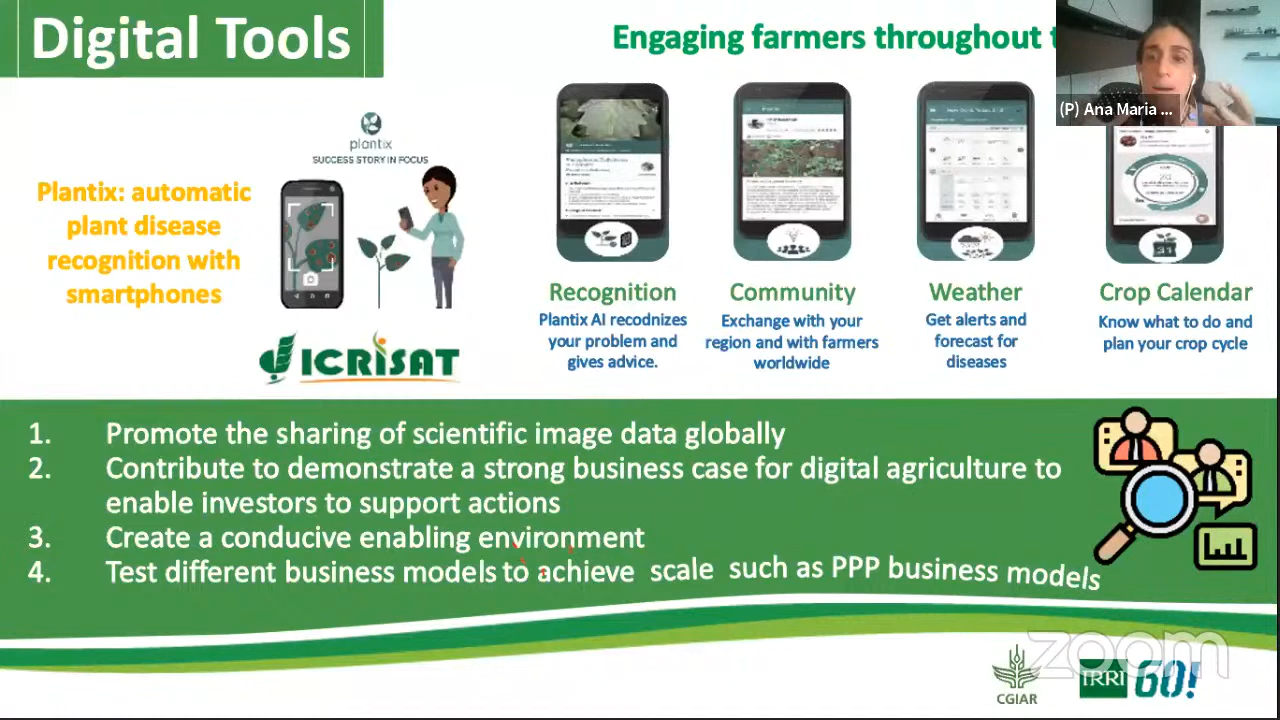 Digital Tools
Engaging farmers throughout
(P) Ana Maria ...
plantix
SUCCESS STORY IN FOCUS
Plantix: automatic
plant disease
recognition with
smartphones
ICRISAT
Recognition
Plantix AI recodnizes
your problem and
gives advice.
Community
Exchange with your
region and with farmers
worldwide
Weather
Get alerts and
forecast for
diseases
Crop Calendar
Know what to do and
plan your crop cycle
31
1. Promote the sharing of scientific image data globally
2. Contribute to demonstrate a strong business case for digital agriculture to
enable investors to support actions
3. Create a conducive enabling environment
4. Test different business models to achieve scale such as PPP business models
zoom
CGIAR
IRRI 60!